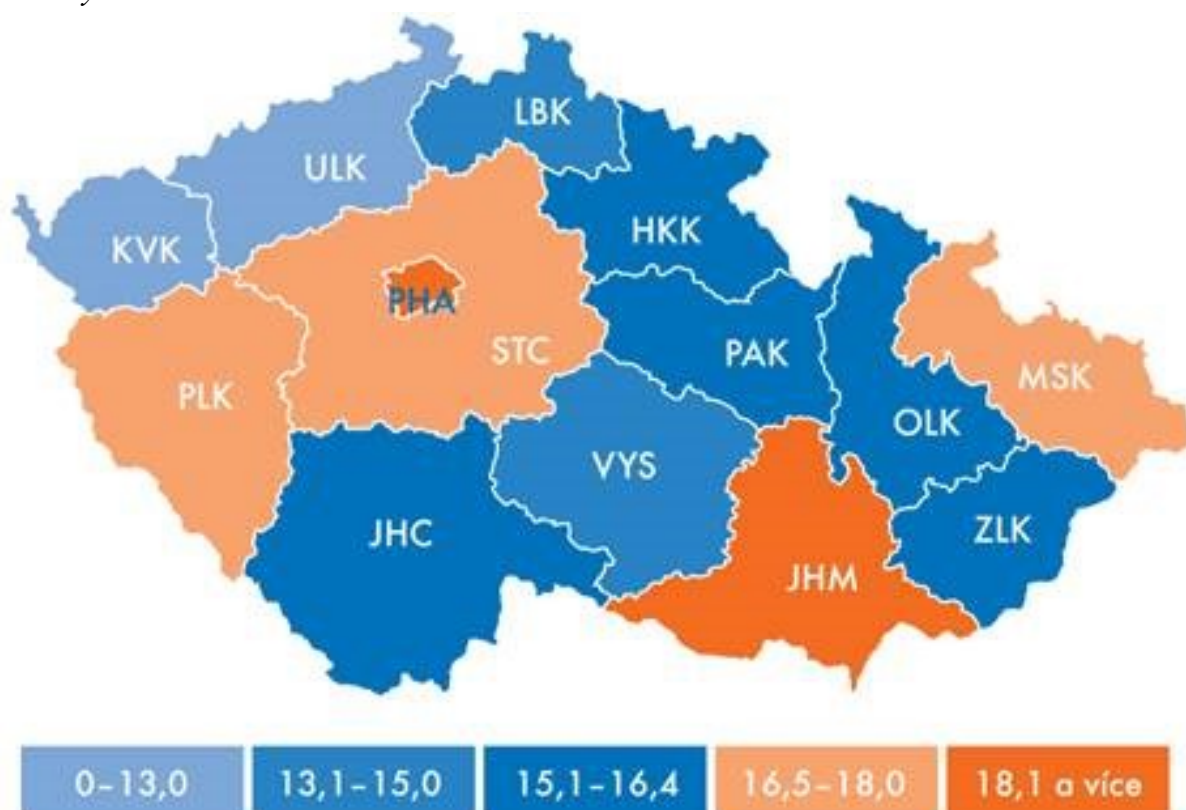 LBK
ULK
HKK
KVK
PHA
STC
PAK
MSK
PLK
OLK
VYS
JHC
ZLK
JHM
0–13,0 13,1–15,0 15,1–16,4 16,5–18,0 18,1 a více